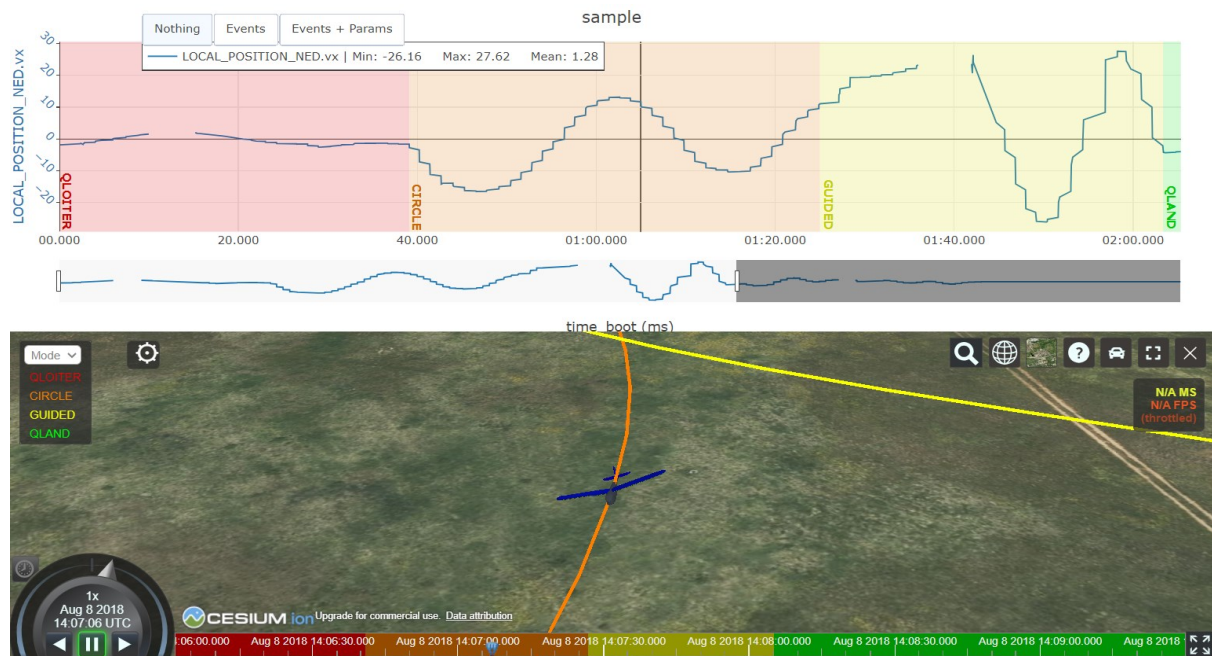 sample
Nothing Events Events + Params
LOCAL_POSITION_NED.vx | Min: -26.16 Max: 27.62 Mean: 1.28
LOCAL_POSITION_NED.vx
30
20
10
0
−10
−20
QLOITER
CIRCLE
GUIDED
QLAND
00.000 20.000 40.000 01:00.000 01:20.000 01:40.000 02:00.000
time_boot (ms)
Mode
QLOITER
CIRCLE
GUIDED
QLAND
N/A MS
N/A FPS
(throttled)
1x
Aug 8 2018
14:07:06 UTC
CESIUM ion Upgrade for commercial use. Data attribution
:06:00.000 Aug 8 2018 14:06:30.000 Aug 8 2018 14:07:00.000 Aug 8 2018 14:07:30.000 Aug 8 2018 14:08:00.000 Aug 8 2018 14:08:30.000 Aug 8 2018 14:09:00.000 Aug 8 2018